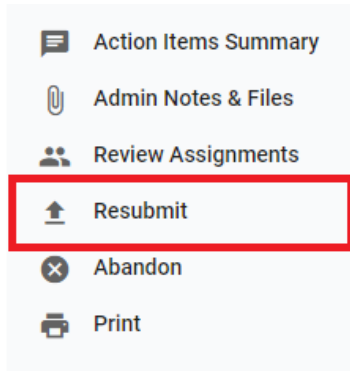 Action Items Summary
Admin Notes & Files
Review Assignments
Resubmit
Abandon
Print